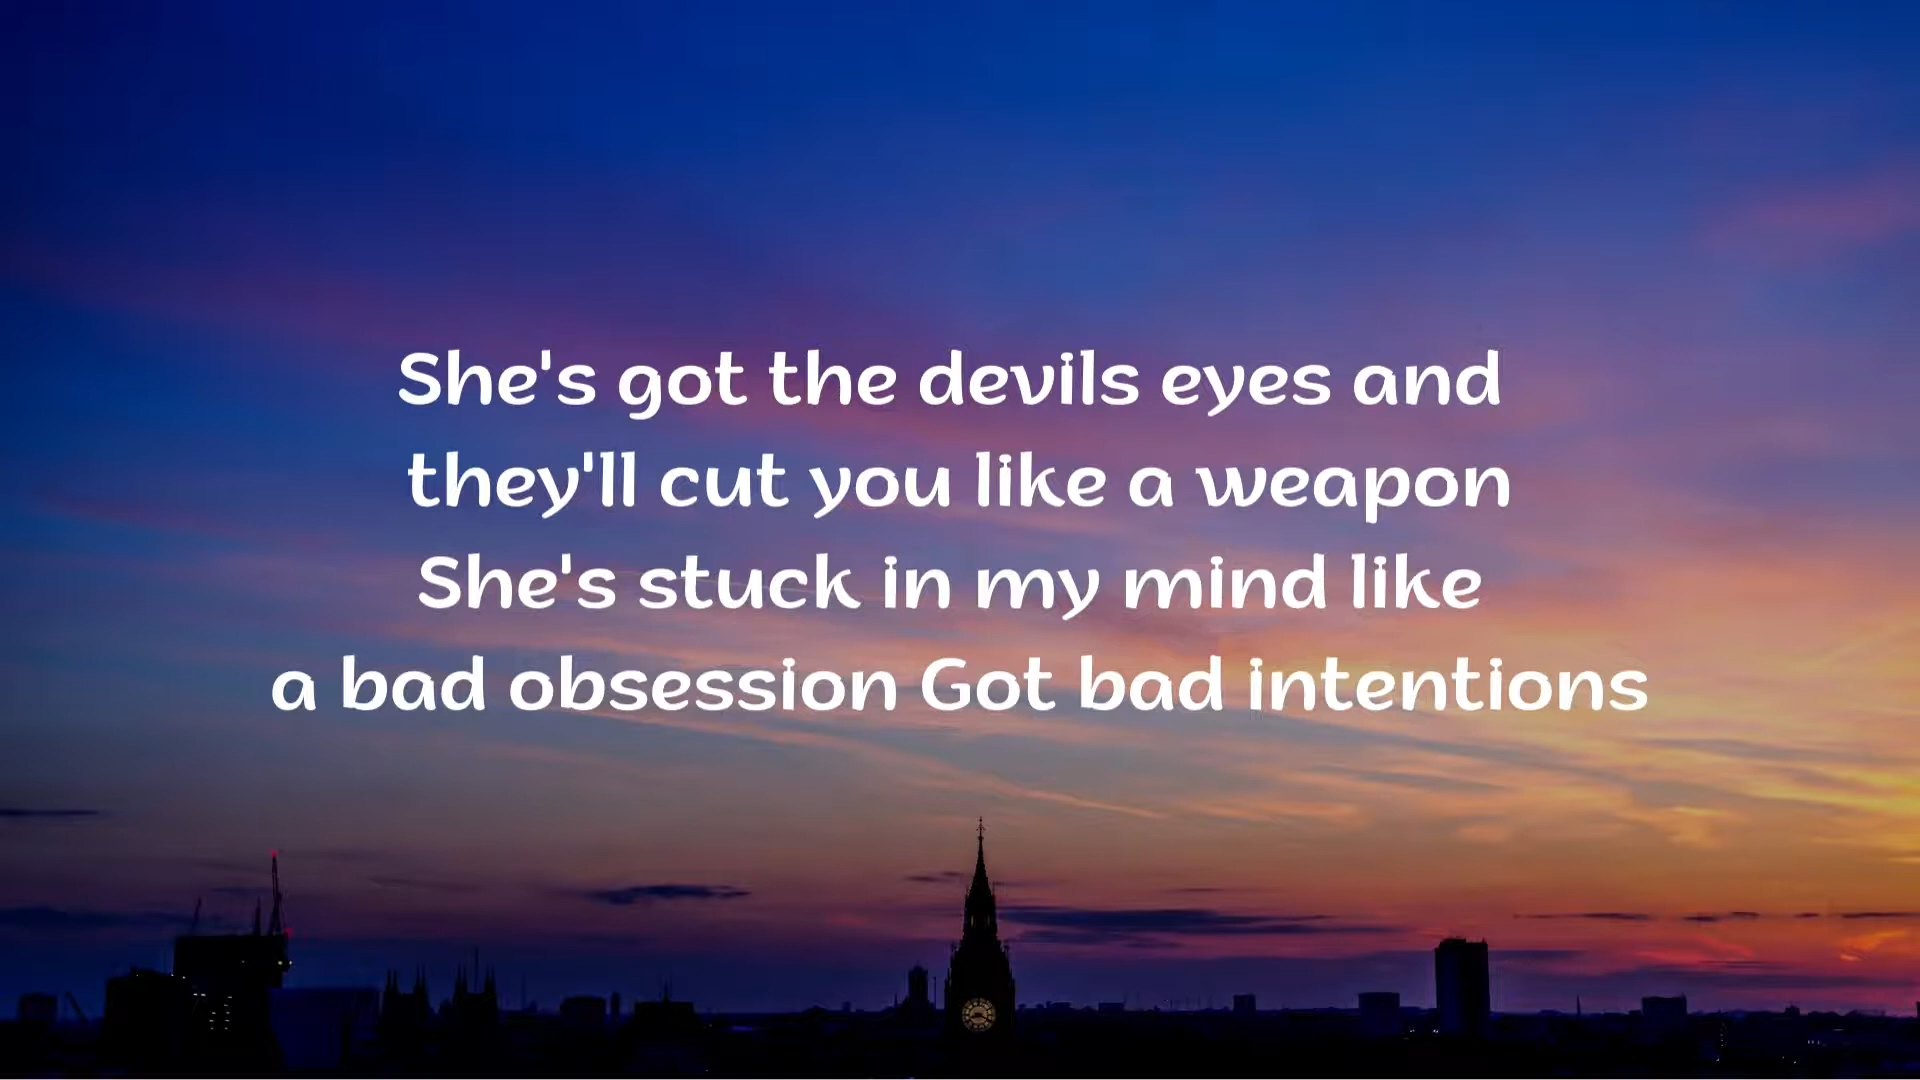 She's got the devils eyes and
they'll cut you like a weapon
She's stuck in my mind like
a bad obsession Got bad intentions